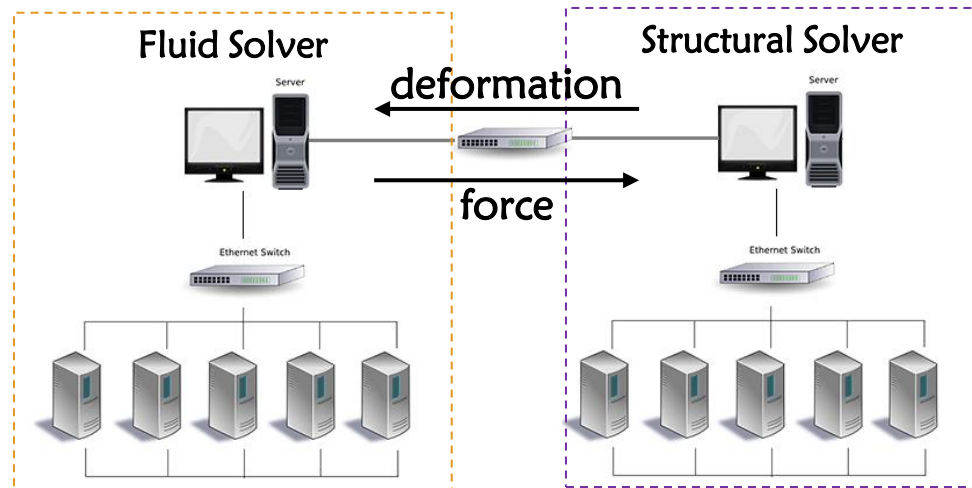 Fluid Solver
Structural Solver
Server
deformation
Server
force
Ethernet Switch
Ethernet Switch